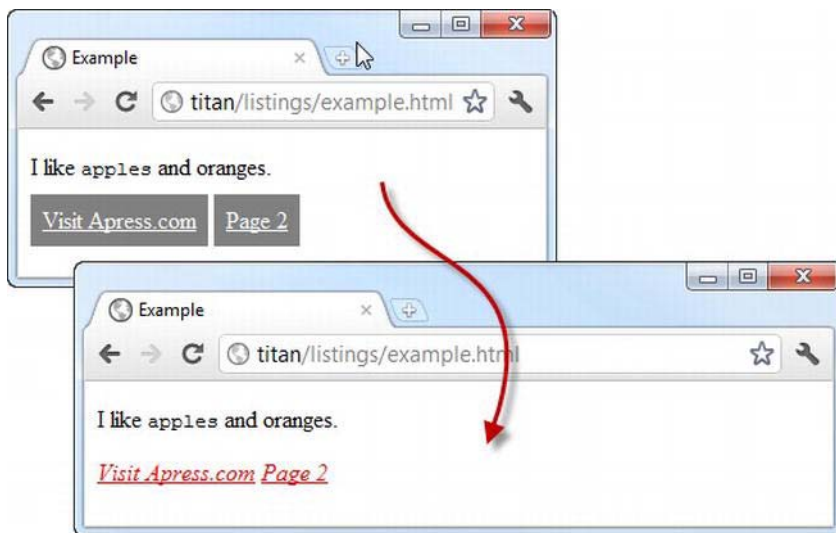 Example
titan/listings/example.html
I like apples and oranges.
Visit Apress.com Page 2
Example
titan/listings/example.html
I like apples and oranges.
Visit Apress.com Page 2